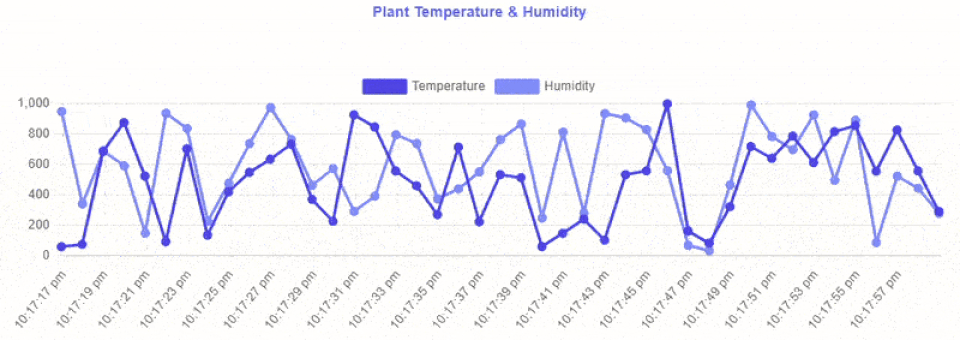 Plant Temperature & Humidity
Temperature
Humidity
1,000
800
600
400
200
0
10:17:17 pm
10:17:19 pm
10:17:21 pm
10:17:23 pm
10:17:25 pm
10:17:27 pm
10:17:29 pm
10:17:31 pm
10:17:33 pm
10:17:35 pm
10:17:37 pm
10:17:39 pm
10:17:41 pm
10:17:43 pm
10:17:45 pm
10:17:47 pm
10:17:49 pm
10:17:51 pm
10:17:53 pm
10:17:55 pm
10:17:57 pm